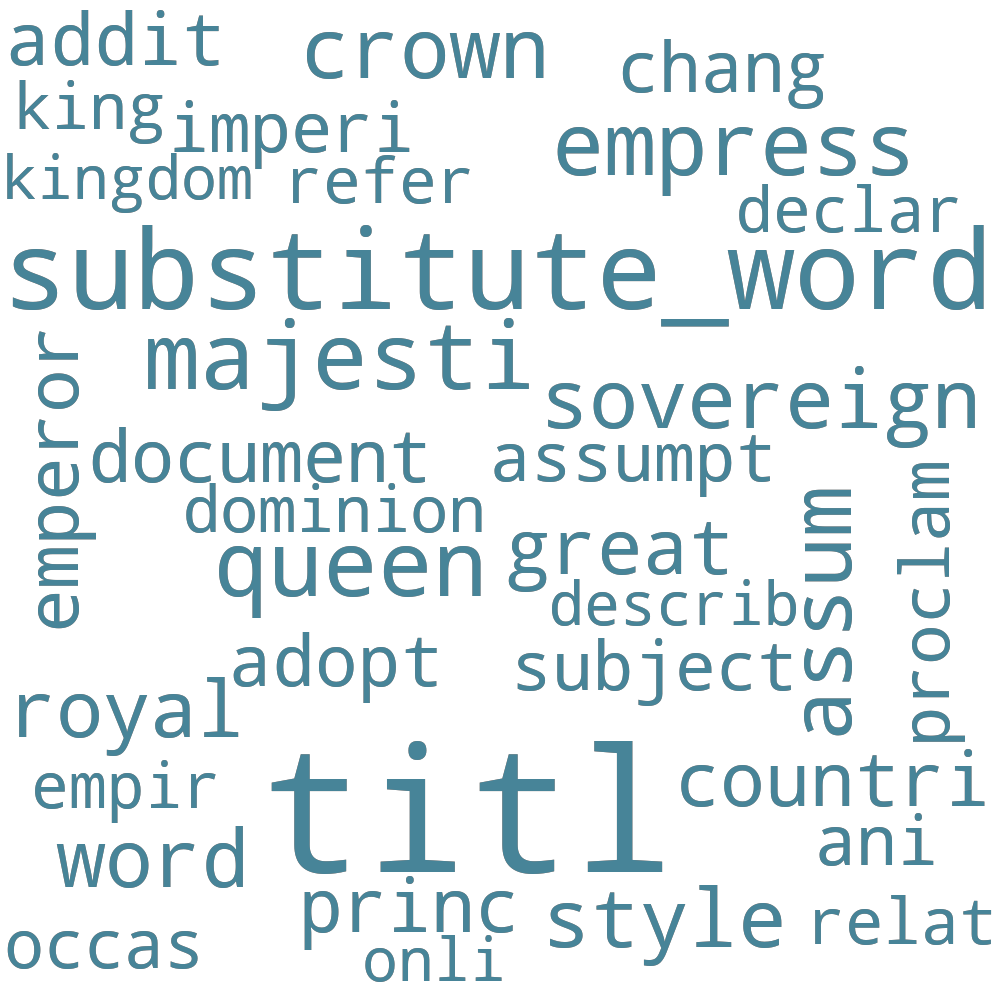 addit
crown
chang
king
imperi
empress
kingdom
refer
declar
substitute_word
majesti
emperor
sovereign
document
assumpt
dominion
proclam
assum
queen
great
describ
adopt
subject
royal
titl
empir
countri
word
ani
princ
style
relat
occas
onli